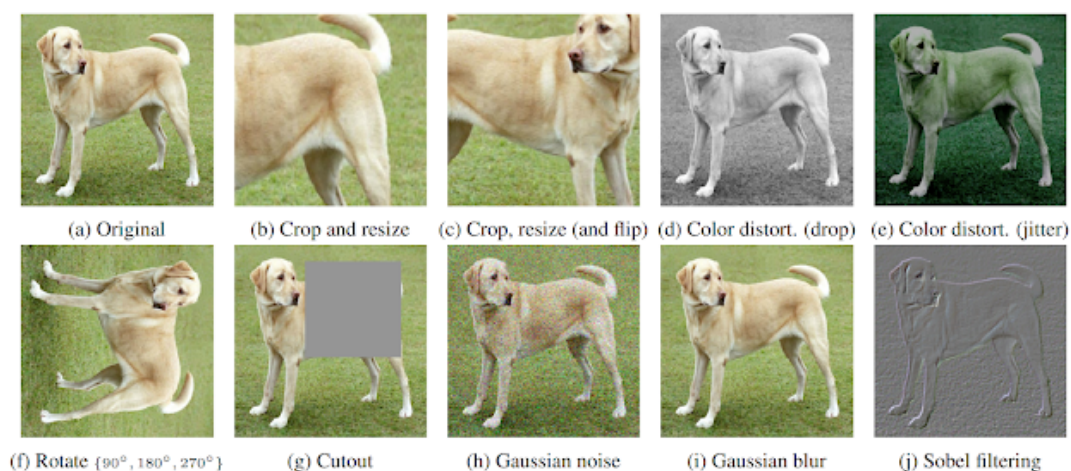 (a) Original
(b) Crop and resize
(c) Crop, resize (and flip)
(d) Color distort. (drop)
(e) Color distort. (jitter)
(f) Rotate {90°, 180°, 270°}
(g) Cutout
(h) Gaussian noise
(i) Gaussian blur
(j) Sobel filtering